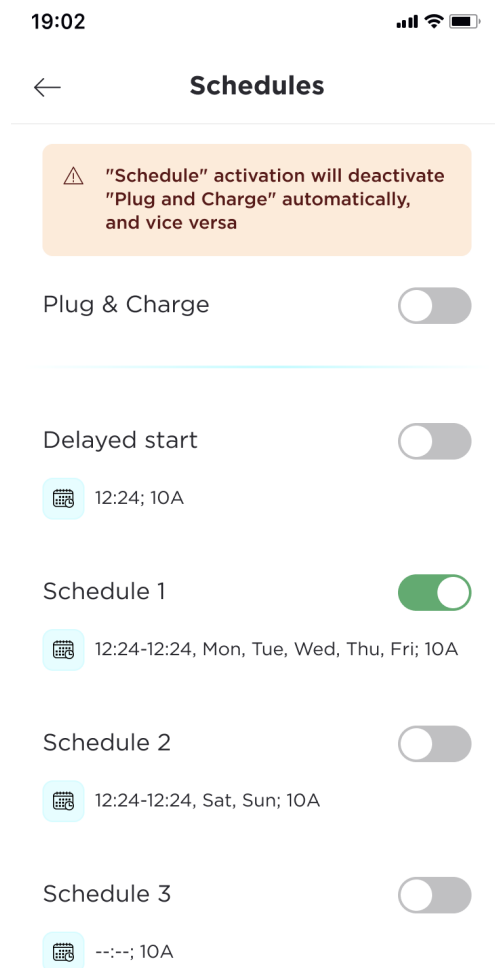 19:02
Schedules
"Schedule" activation will deactivate
"Plug and Charge" automatically,
and vice versa
Plug & Charge
Delayed start
12:24; 10A
Schedule 1
12:24-12:24, Mon, Tue, Wed, Thu, Fri; 10A
Schedule 2
12:24-12:24, Sat, Sun; 10A
Schedule 3
--:--; 10A